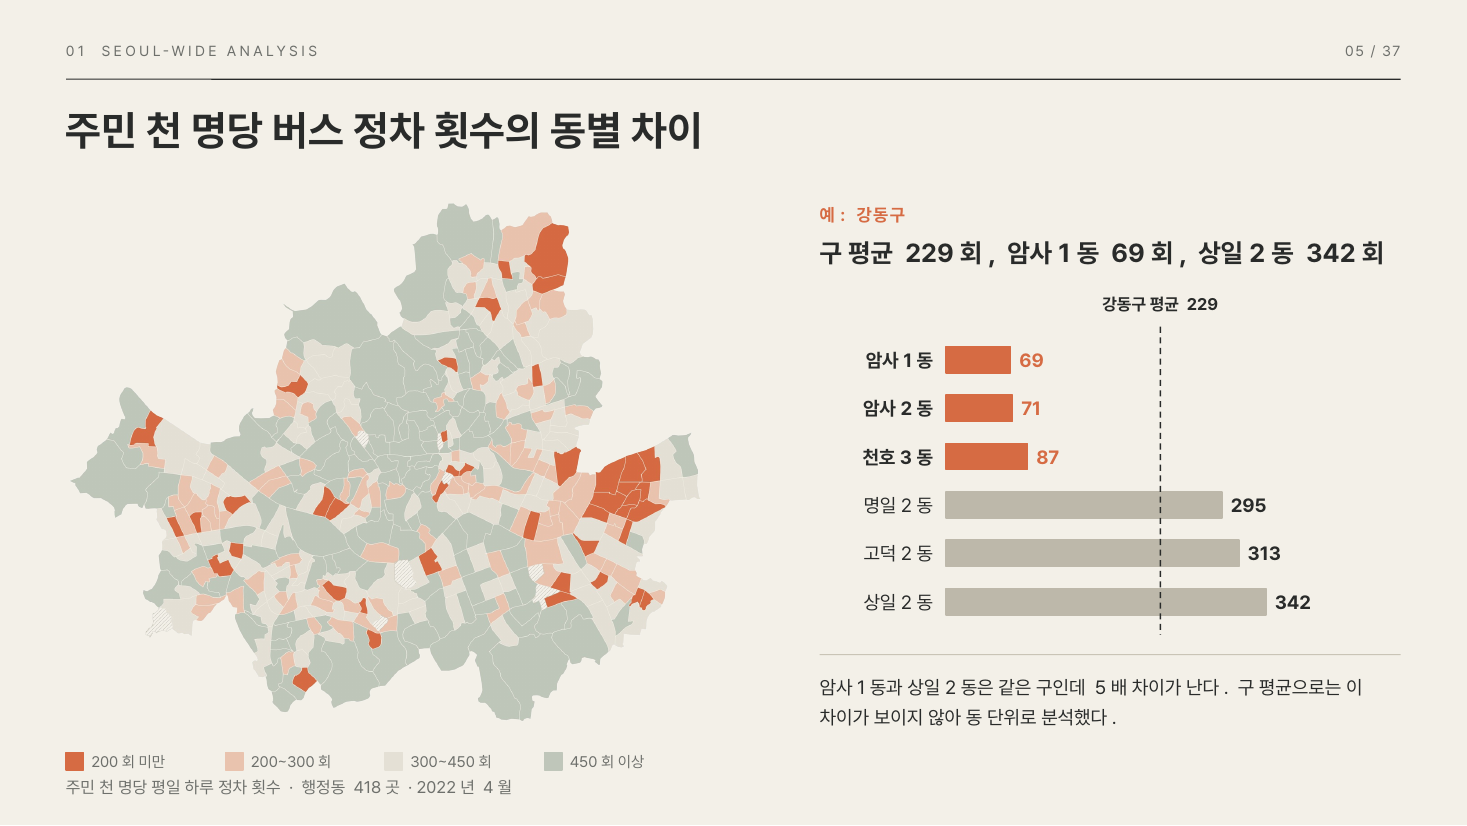 01 SEOUL-WIDE ANALYSIS
05 / 37
주민 천 명당 버스 정차 횟수의 동별 차이
예 : 강동구
구 평균 229 회 , 암사 1 동 69 회 , 상일 2 동 342 회
강동구 평균 229
암사 1 동 69
암사 2 동 71
천호 3 동 87
명일 2 동 295
고덕 2 동 313
상일 2 동 342
암사 1 동과 상일 2 동은 같은 구인데 5 배 차이가 난다 . 구 평균으로는 이
차이가 보이지 않아 동 단위로 분석했다 .
200 회 미만 200~300 회 300~450 회 450 회 이상
주민 천 명당 평일 하루 정차 횟수 · 행정동 418 곳 · 2022 년 4 월